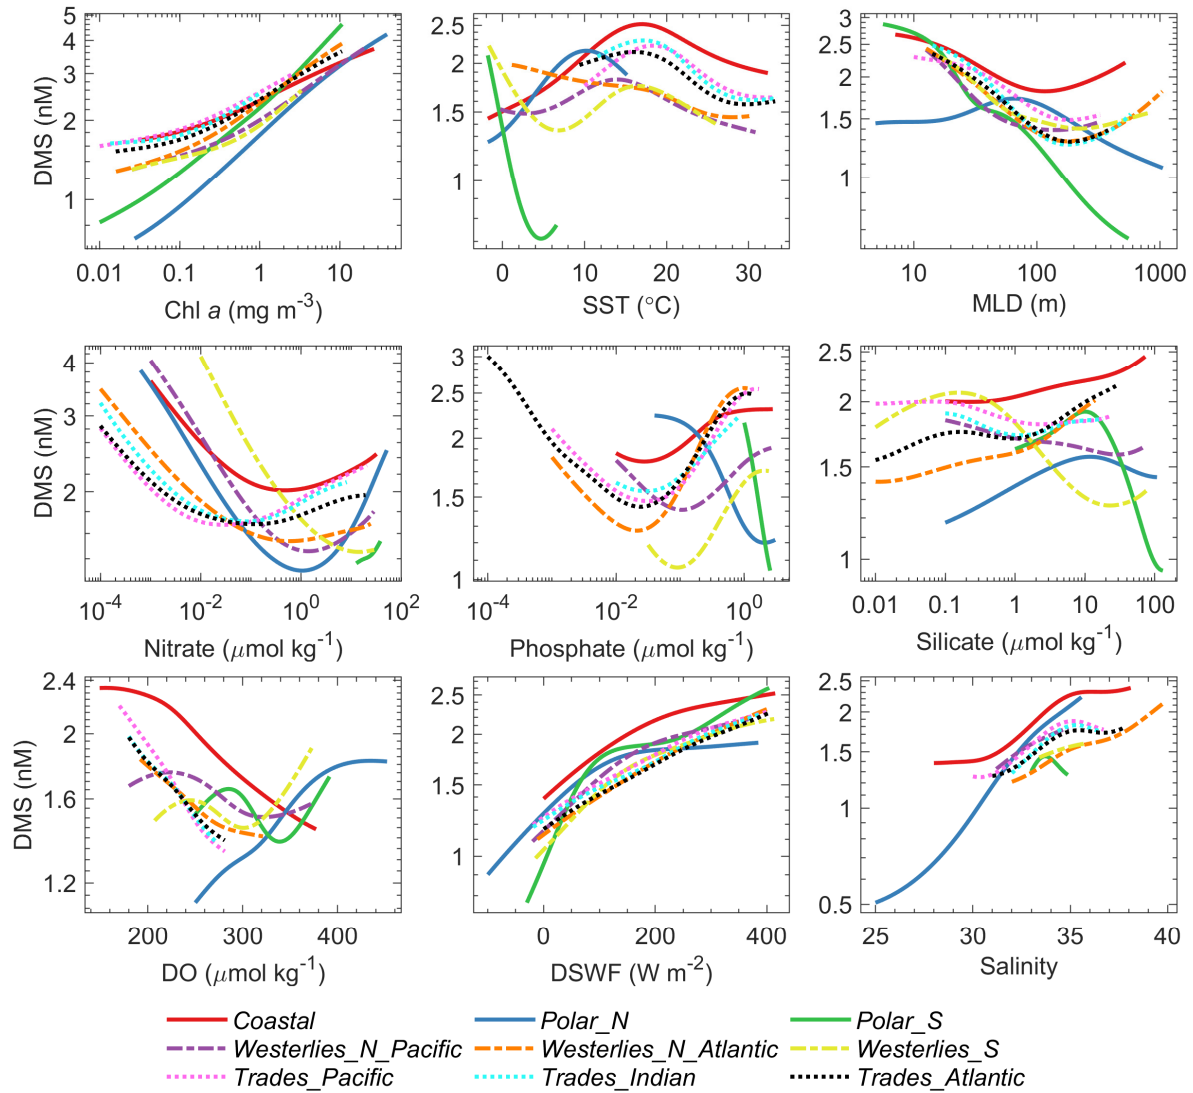 5
4
3
2
1
DMS (nM)
0.01 0.1 1 10
Chl a (mg m-3)
2.5
2
1.5
1
0 10 20 30
SST (°C)
3
2.5
2
1.5
1
10 100 1000
MLD (m)
4
3
2
DMS (nM)
10-4 10-2 100 102
Nitrate (μmol kg-1)
3
2.5
2
1.5
1
10-4 10-2 100
Phosphate (μmol kg-1)
2.5
2
1.5
1
0.01 0.1 1 10 100
Silicate (μmol kg-1)
2.4
2
1.6
1.2
DMS (nM)
200 300 400
DO (μmol kg-1)
2.5
2
1.5
1
0 200 400
DSWF (W m-2)
2.5
2
1.5
1
0.5
25 30 35 40
Salinity
Coastal Polar_N Polar_S
Westerlies_N_Pacific Westerlies_N_Atlantic Westerlies_S
Trades_Pacific Trades_Indian Trades_Atlantic